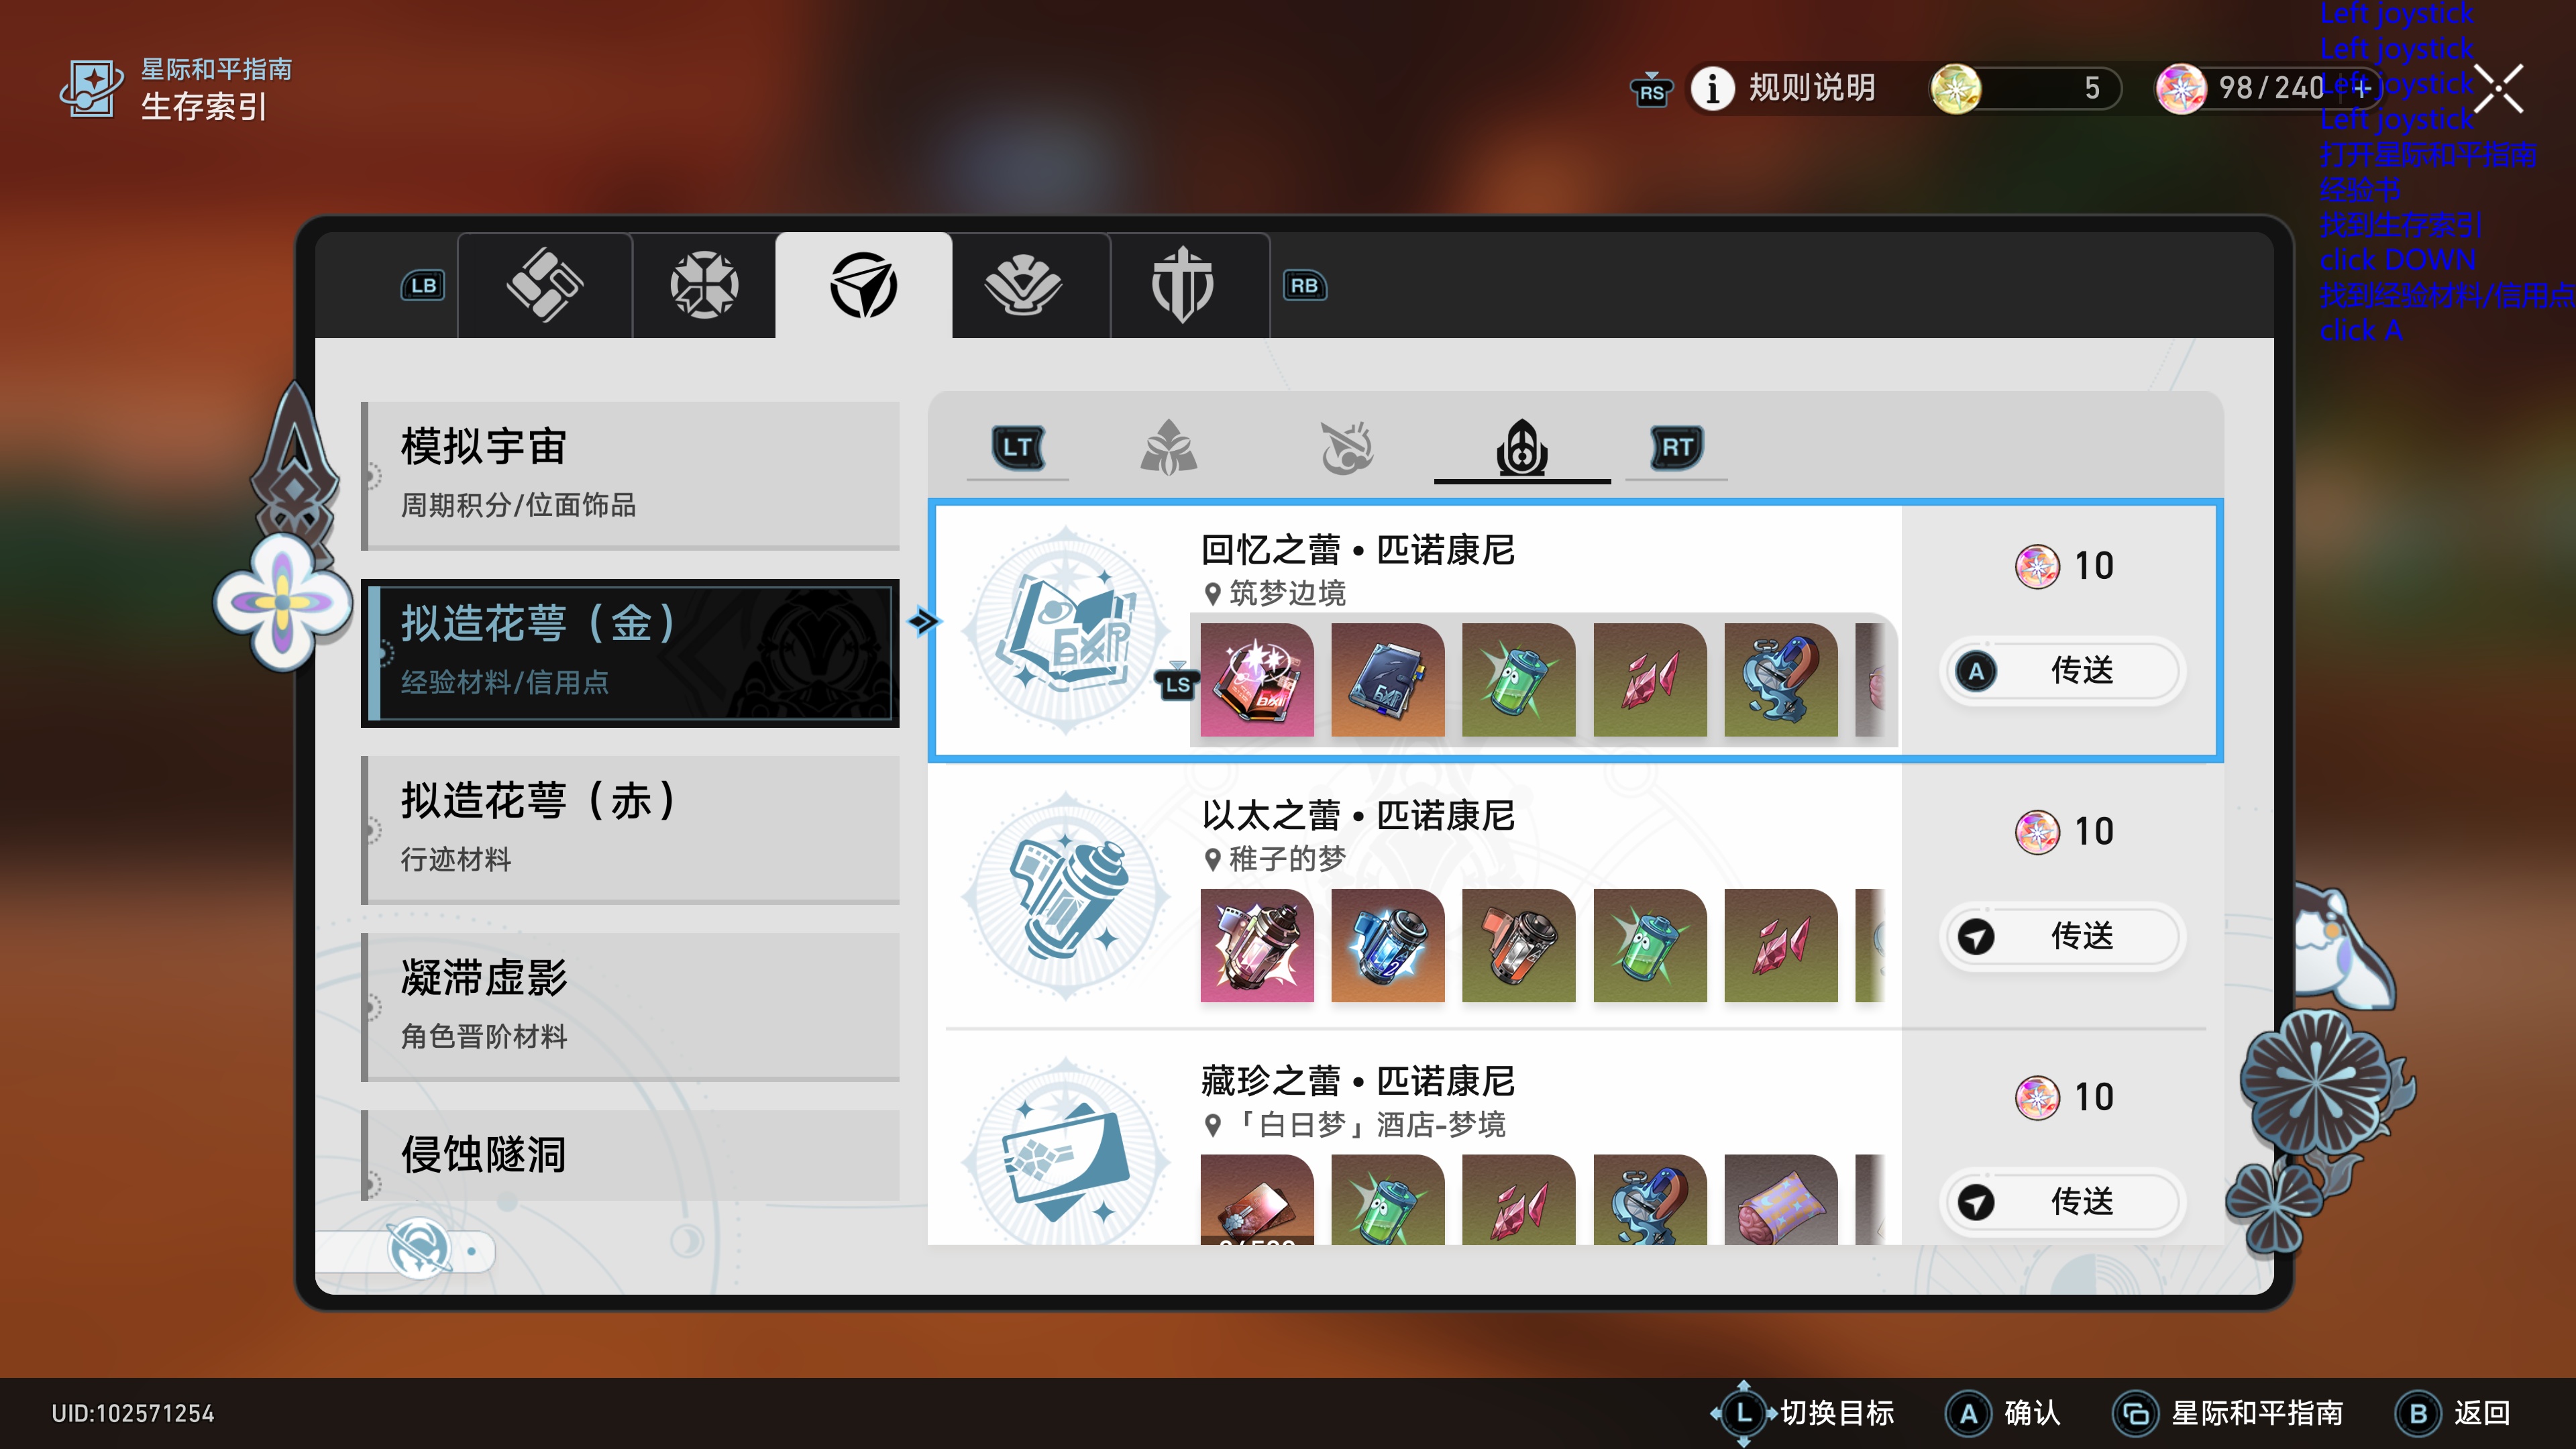 星际和平指南
生存索引
RS
规则说明
5
98/240
+
Left joystick
Left joystick
Left joystick
Left joystick
打开星际和平指南
经验书
找到生存索引
click DOWN
找到经验材料/信用点
click A
LB
RB
模拟宇宙
周期积分/位面饰品
拟造花萼（金）
经验材料/信用点
拟造花萼（赤）
行迹材料
凝滞虚影
角色晋阶材料
侵蚀隧洞
LT
RT
回忆之蕾•匹诺康尼
筑梦边境
LS
10
A 传送
以太之蕾•匹诺康尼
稚子的梦
10
传送
藏珍之蕾•匹诺康尼
「白日梦」酒店-梦境
10
传送
UID:102571254
L 切换目标
A 确认
星际和平指南
B 返回